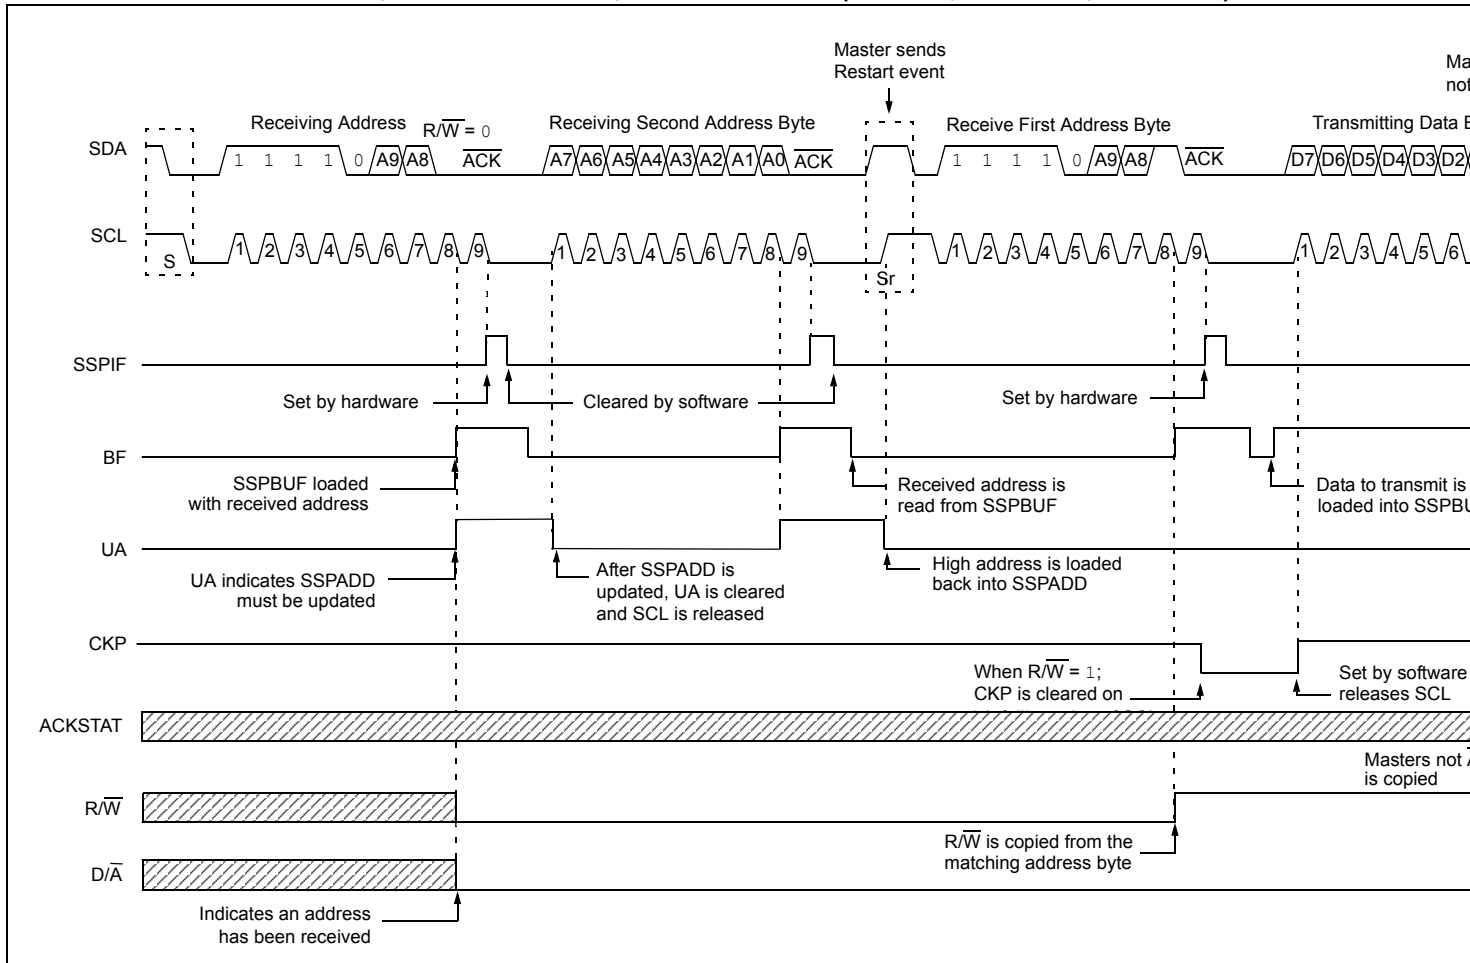 Master sends
Restart event
Ma
not
Receiving Address
R/W = 0
Receiving Second Address Byte
Receive First Address Byte
Transmitting Data
SDA
1 1 1 1 0 A9 A8 ACK
A7 A6 A5 A4 A3 A2 A1 A0 ACK
1 1 1 1 0 A9 A8 ACK
D7 D6 D5 D4 D3 D2
SCL
S
1 2 3 4 5 6 7 8 9
1 2 3 4 5 6 7 8 9
Sr
1 2 3 4 5 6 7 8 9
1 2 3 4 5 6
SSPIF
Set by hardware
Cleared by software
Set by hardware
BF
SSPBUF loaded
with received address
Received address is
read from SSPBUF
Data to transmit is
loaded into SSPBU
UA
UA indicates SSPADD
must be updated
After SSPADD is
updated, UA is cleared
and SCL is released
High address is loaded
back into SSPADD
CKP
When R/W = 1;
CKP is cleared on
Set by software
releases SCL
ACKSTAT
Masters not
is copied
R/W
R/W is copied from the
matching address byte
D/A
Indicates an address
has been received